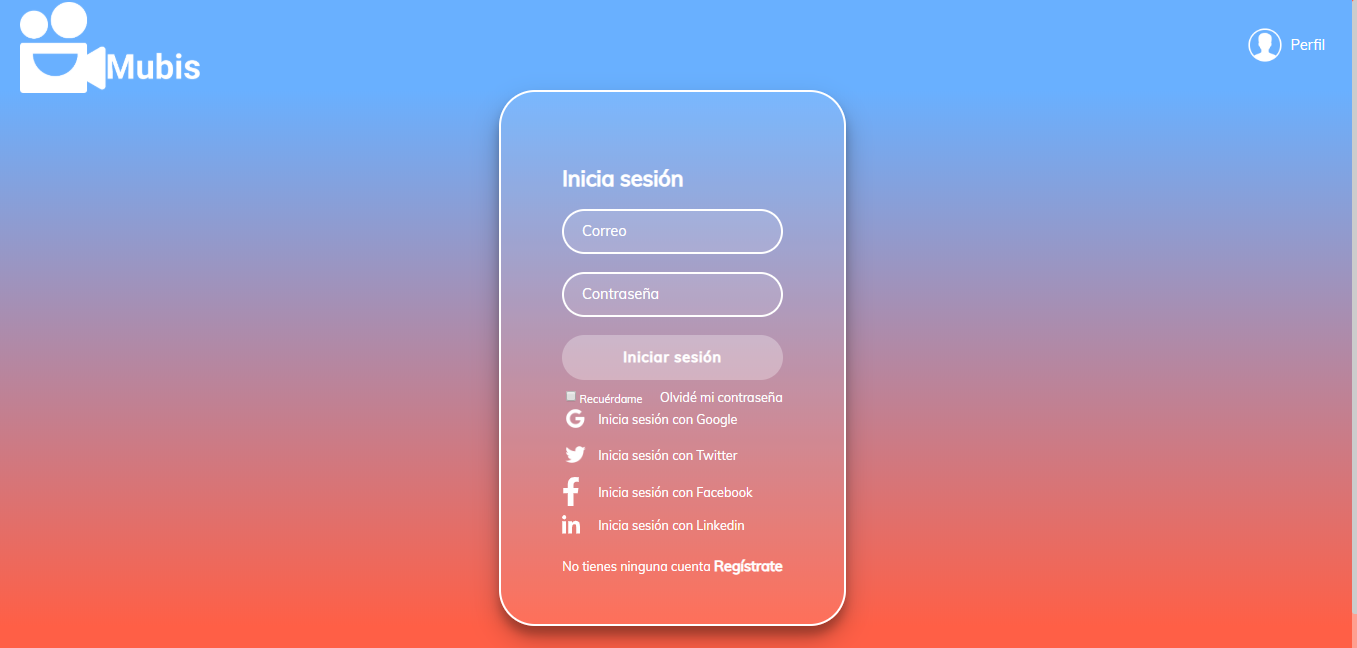 Mubis
Perfil
Inicia sesión
Correo
Contraseña
Iniciar sesión
Recuérdame Olvidé mi contraseña
Inicia sesión con Google
Inicia sesión con Twitter
Inicia sesión con Facebook
Inicia sesión con Linkedin
No tienes ninguna cuenta Regístrate